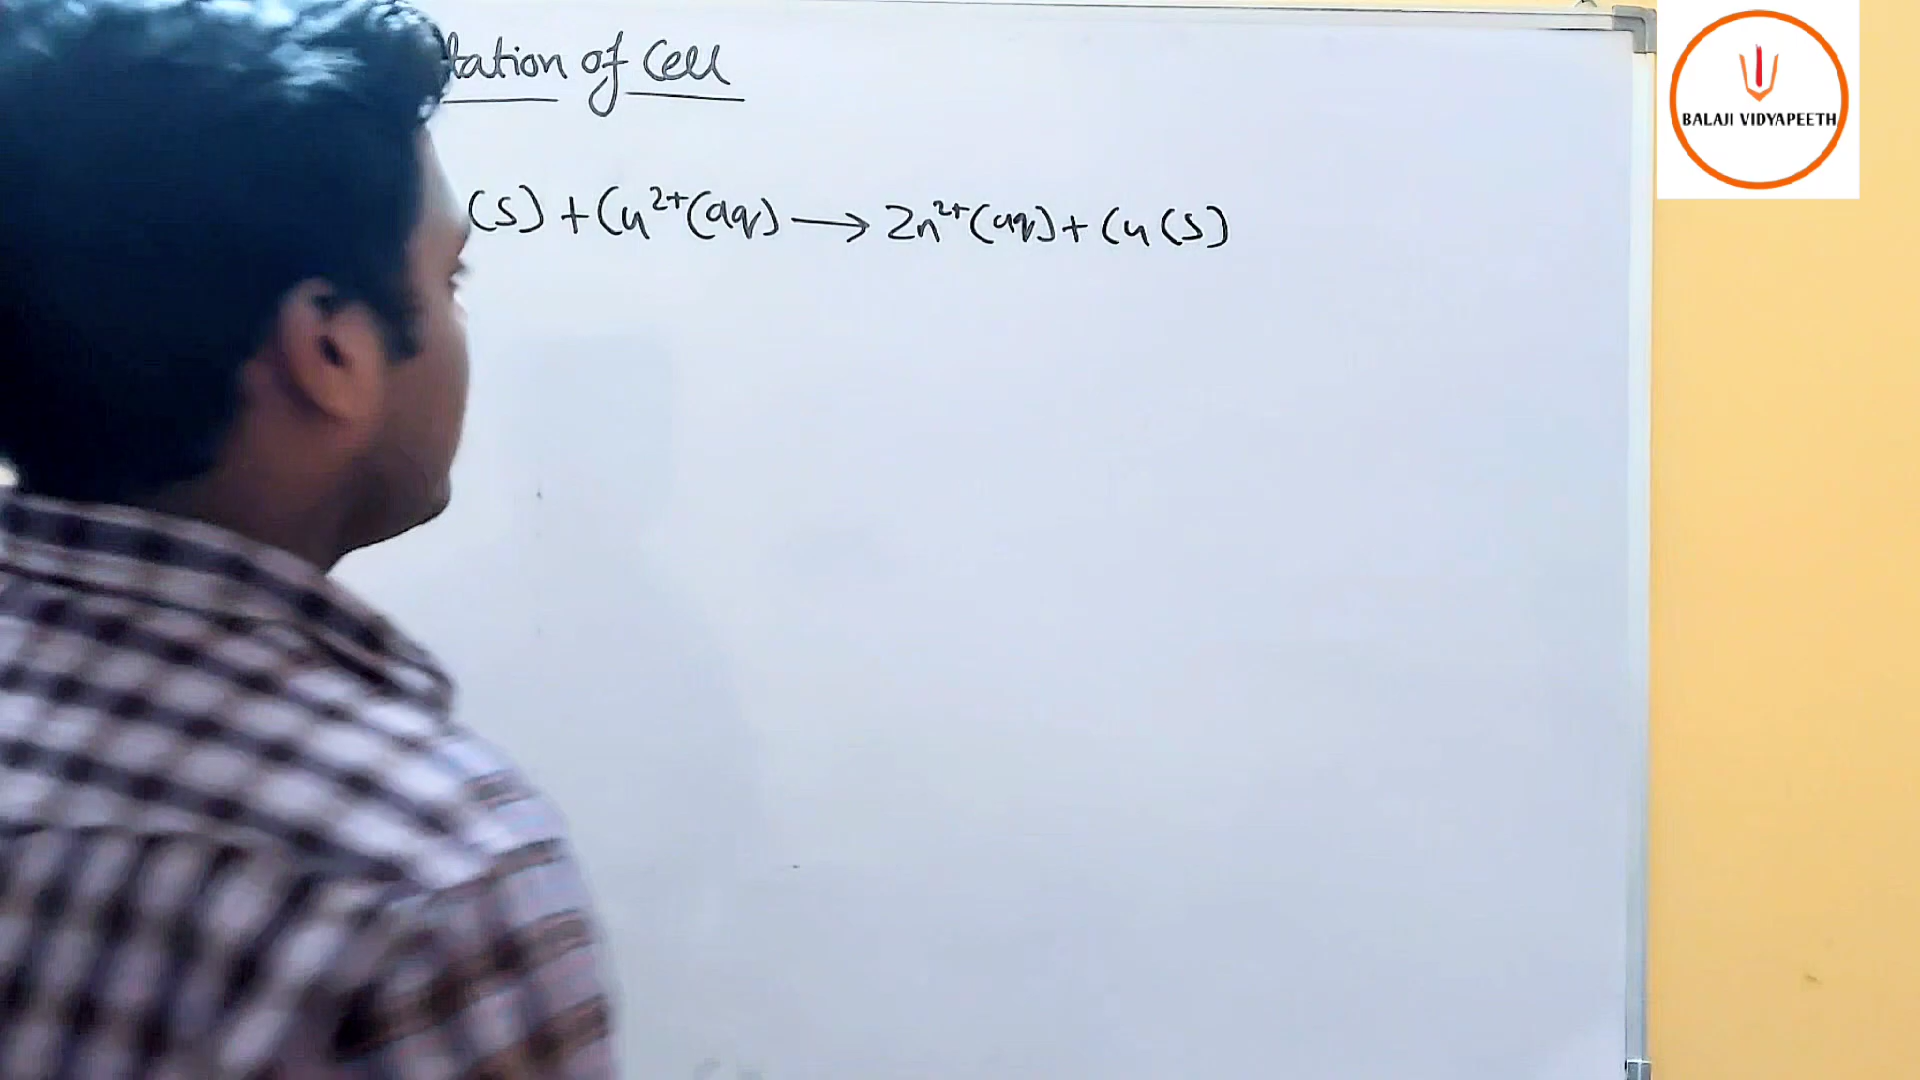 tation of Cell
(s) + Cu²⁺(aq) ⟶ Zn²⁺(aq) + Cu (s)
BALAJI VIDYAPEETH